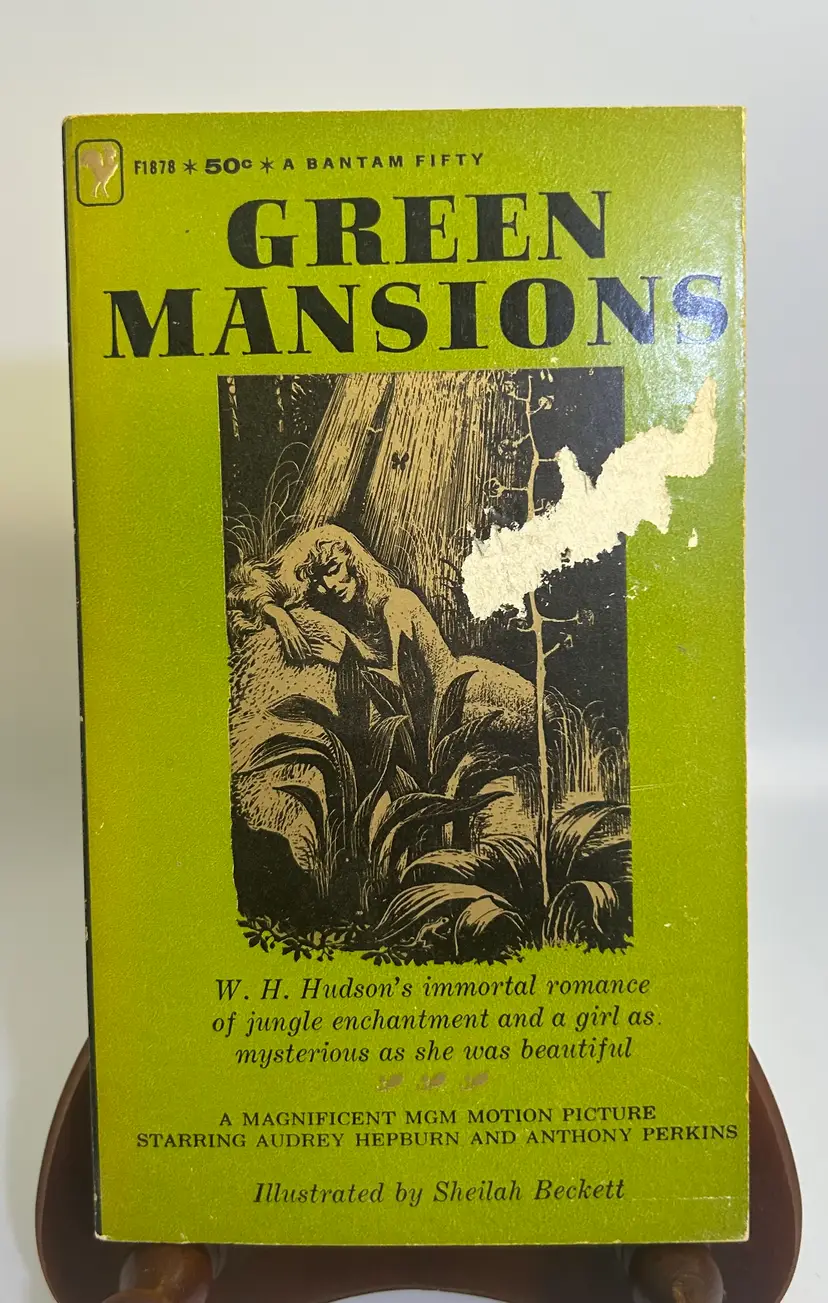 F1878 * 50c * A BANTAM FIFTY
GREEN
MANSIONS
W. H. Hudson's immortal romance
of jungle enchantment and a girl as
mysterious as she was beautiful
A MAGNIFICENT MGM MOTION PICTURE
STARRING AUDREY HEPBURN AND ANTHONY PERKINS
Illustrated by Sheilah Beckett